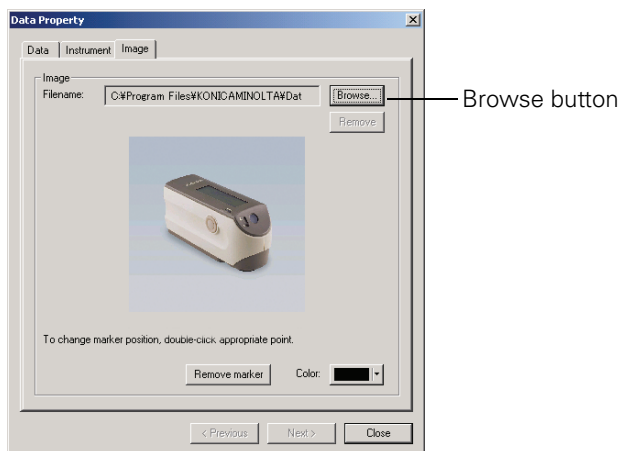 Data Property
Data Instrument Image
Image
Filename: C:¥Program Files¥KONICAMINOLTA¥Dat Browse...
Browse button
Remove
To change marker position, double-click appropriate point.
Remove marker Color:
< Previous Next > Close